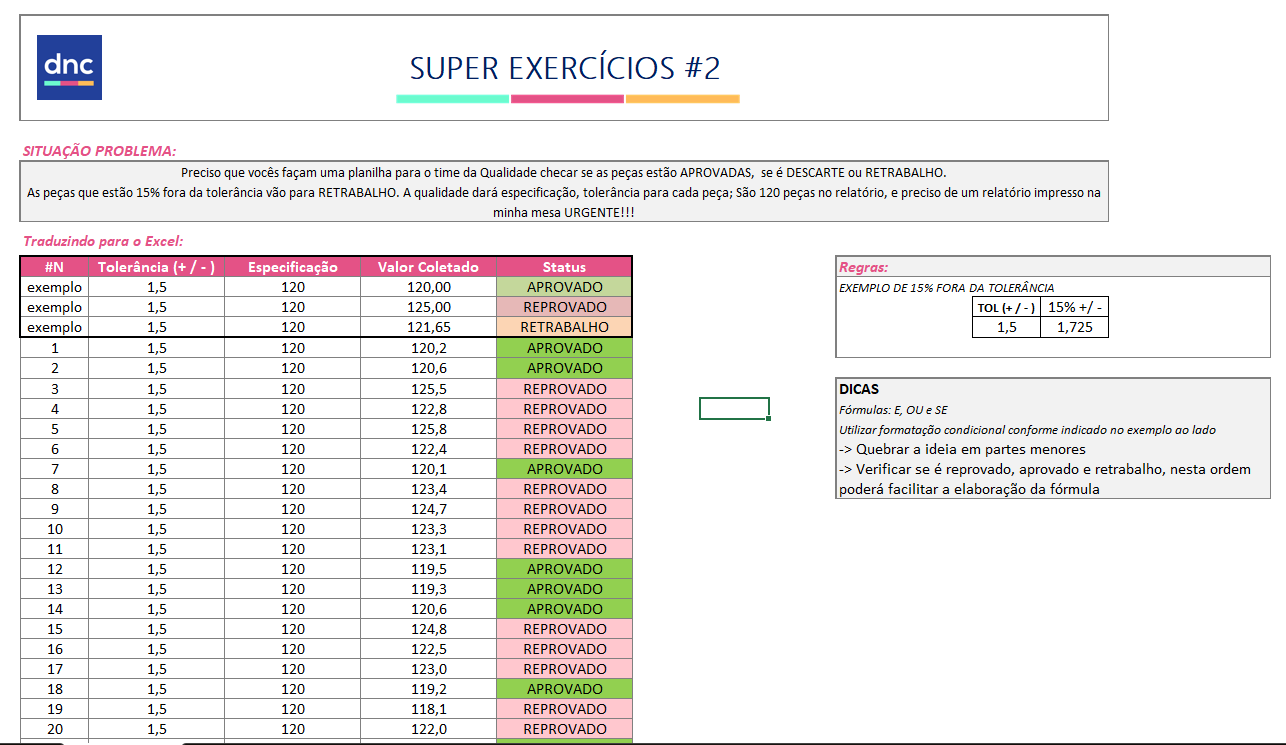 dnc
SUPER EXERCÍCIOS #2
SITUAÇÃO PROBLEMA:
Preciso que vocês façam uma planilha para o time da Qualidade checar se as peças estão APROVADAS, se é DESCARTE ou RETRABALHO.
As peças que estão 15% fora da tolerância vão para RETRABALHO. A qualidade dará especificação, tolerância para cada peça; São 120 peças no relatório, e preciso de um relatório impresso na
minha mesa URGENTE!!!
Traduzindo para o Excel:
#N Tolerância (+ / - ) Especificação Valor Coletado Status
exemplo 1,5 120 120,00 APROVADO
exemplo 1,5 120 125,00 REPROVADO
exemplo 1,5 120 121,65 RETRABALHO
1 1,5 120 120,2 APROVADO
2 1,5 120 120,6 APROVADO
3 1,5 120 125,5 REPROVADO
4 1,5 120 122,8 REPROVADO
5 1,5 120 125,8 REPROVADO
6 1,5 120 122,4 REPROVADO
7 1,5 120 120,1 APROVADO
8 1,5 120 123,4 REPROVADO
9 1,5 120 124,7 REPROVADO
10 1,5 120 123,3 REPROVADO
11 1,5 120 123,1 REPROVADO
12 1,5 120 119,5 APROVADO
13 1,5 120 119,3 APROVADO
14 1,5 120 120,6 APROVADO
15 1,5 120 124,8 REPROVADO
16 1,5 120 122,5 REPROVADO
17 1,5 120 123,0 REPROVADO
18 1,5 120 119,2 APROVADO
19 1,5 120 118,1 REPROVADO
20 1,5 120 122,0 REPROVADO
Regras:
EXEMPLO DE 15% FORA DA TOLERÂNCIA
TOL (+ / - ) 15% +/ -
1,5 1,725
DICAS
Fórmulas: E, OU e SE
Utilizar formatação condicional conforme indicado no exemplo ao lado
-> Quebrar a ideia em partes menores
-> Verificar se é reprovado, aprovado e retrabalho, nesta ordem
poderá facilitar a elaboração da fórmula